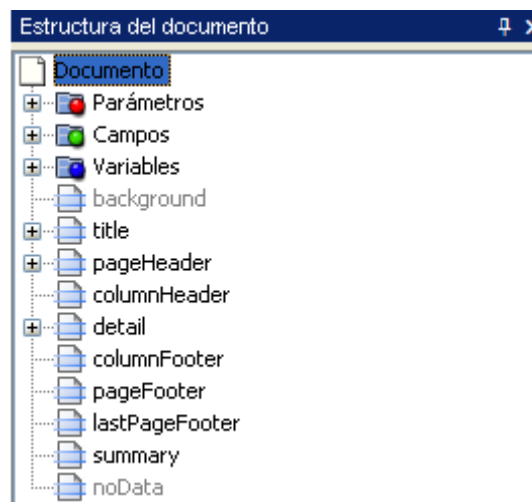 Estructura del documento
Documento
Parámetros
Campos
Variables
background
title
pageHeader
columnHeader
detail
columnFooter
pageFooter
lastPageFooter
summary
noData